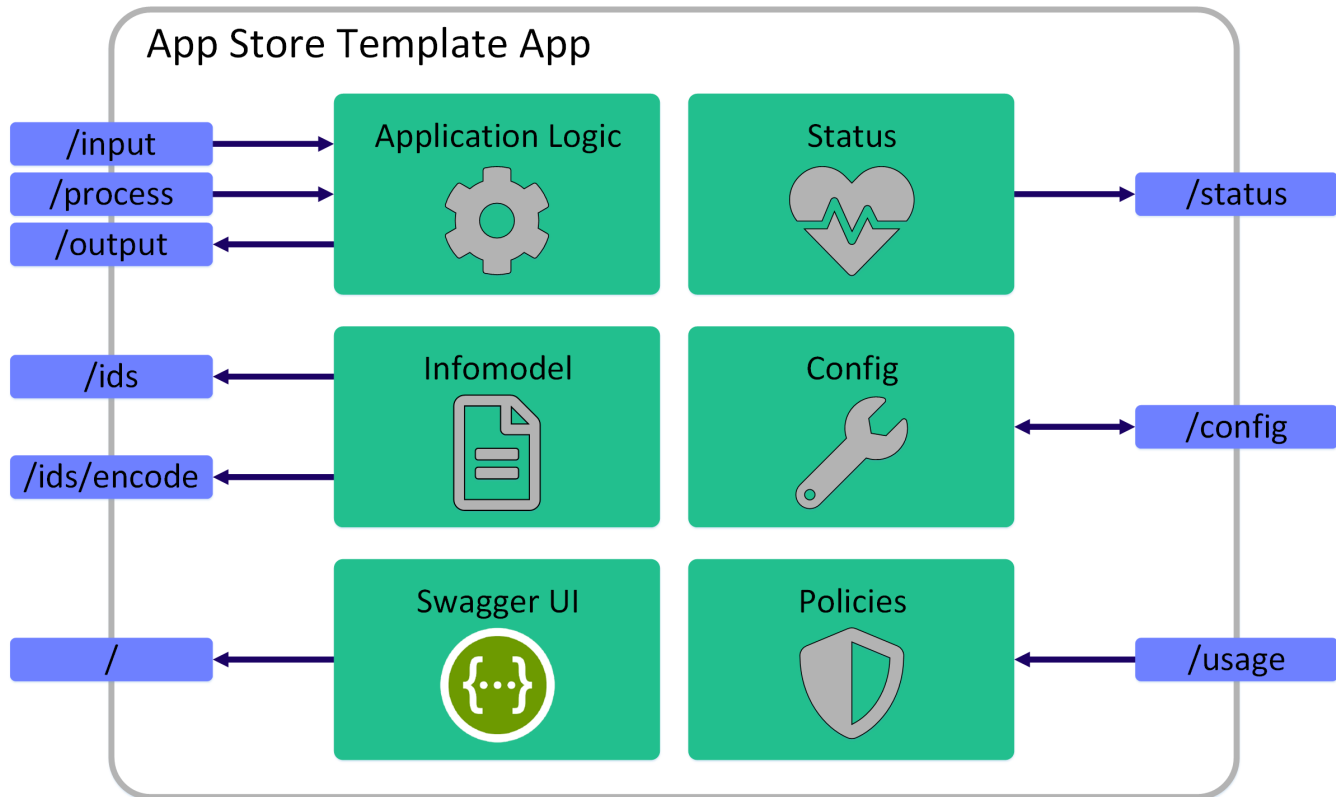 App Store Template App
/input
/process
/output
Application Logic
Status
/status
/ids
/ids/encode
Infomodel
Config
/config
/
Swagger UI
{...}
Policies
/usage